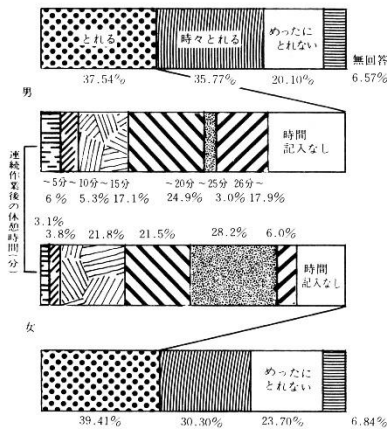 とれる 時々とれる めったに
とれない
無回答
37.54% 35.77% 20.10% 6.57%
男
時間
記入なし
~5分~10分~15分 ~20分~25分 26分~
6% 5.3% 17.1% 24.9% 3.0% 17.9%
連続作業後の休憩時間(分)
3.1%
3.8% 21.8% 21.5% 28.2% 6.0%
時間
記入なし
女
めったに
とれない
39.41% 30.30% 23.70% 6.84%